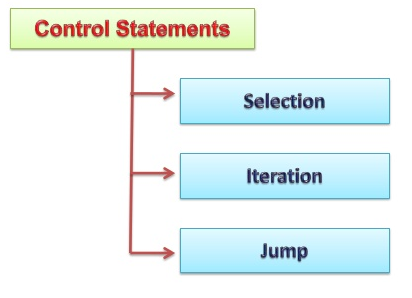 Control Statements
Selection
Iteration
Jump